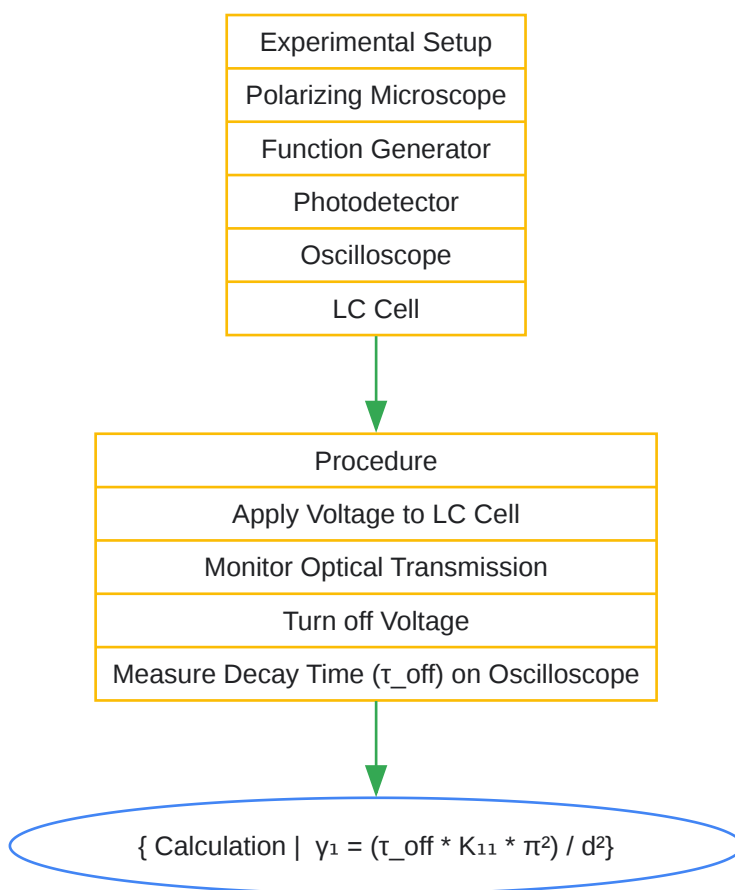 Experimental Setup
Polarizing Microscope
Function Generator
Photodetector
Oscilloscope
LC Cell
Procedure
Apply Voltage to LC Cell
Monitor Optical Transmission
Turn off Voltage
Measure Decay Time (τ_off) on Oscilloscope
{ Calculation |  γ₁ = (τ_off * K₁₁ * π²) / d²}